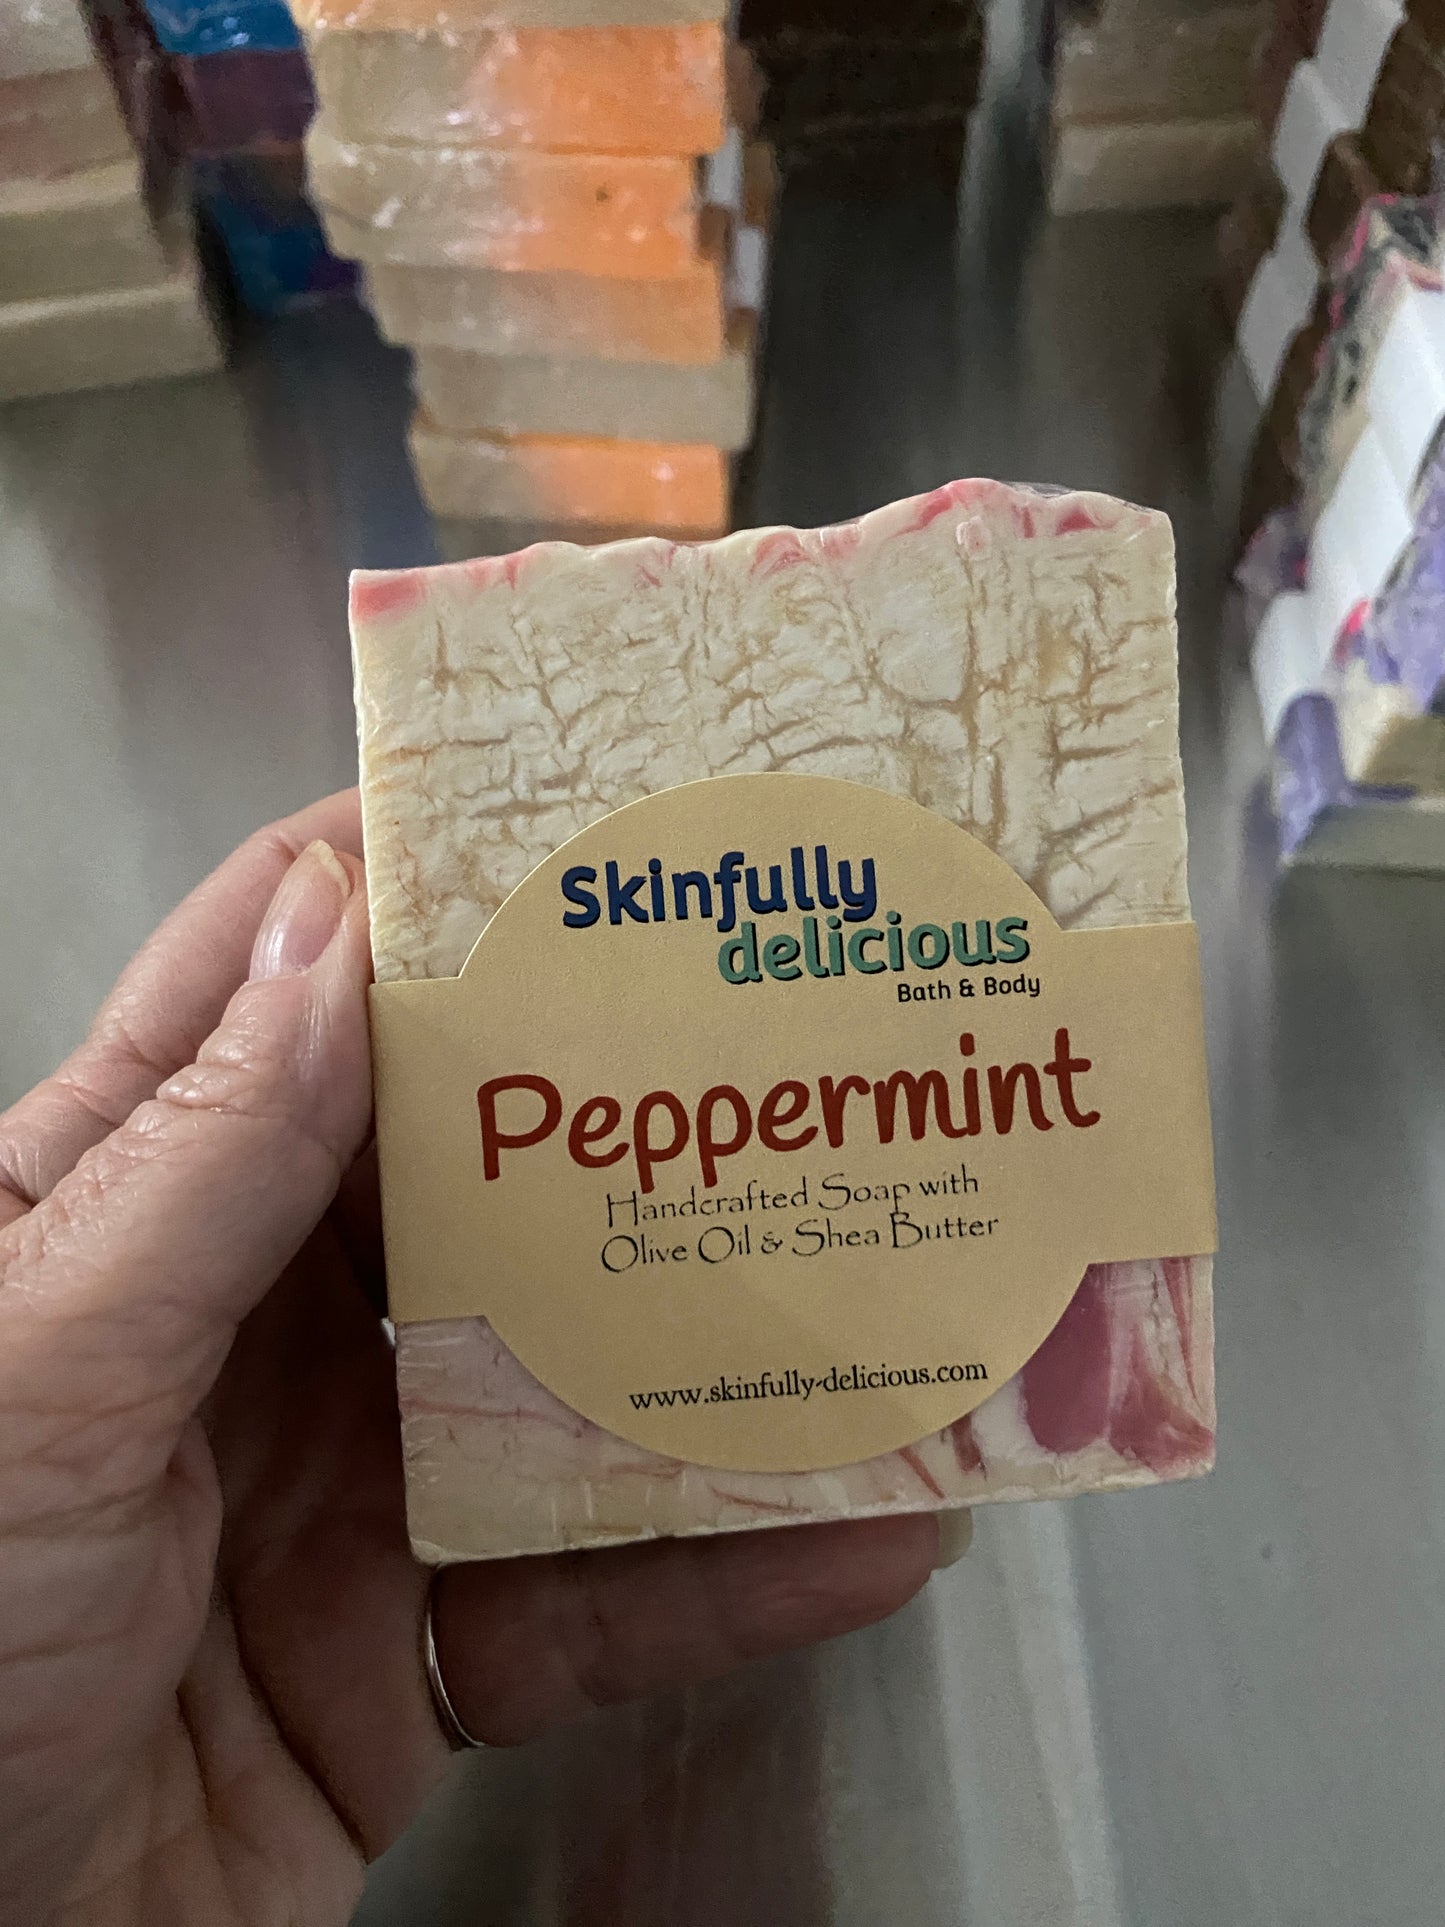 Skinfully
delicious
Bath & Body
Peppermint
Handcrafted Soap with
Olive Oil & Shea Butter
www.skinfully-delicious.com